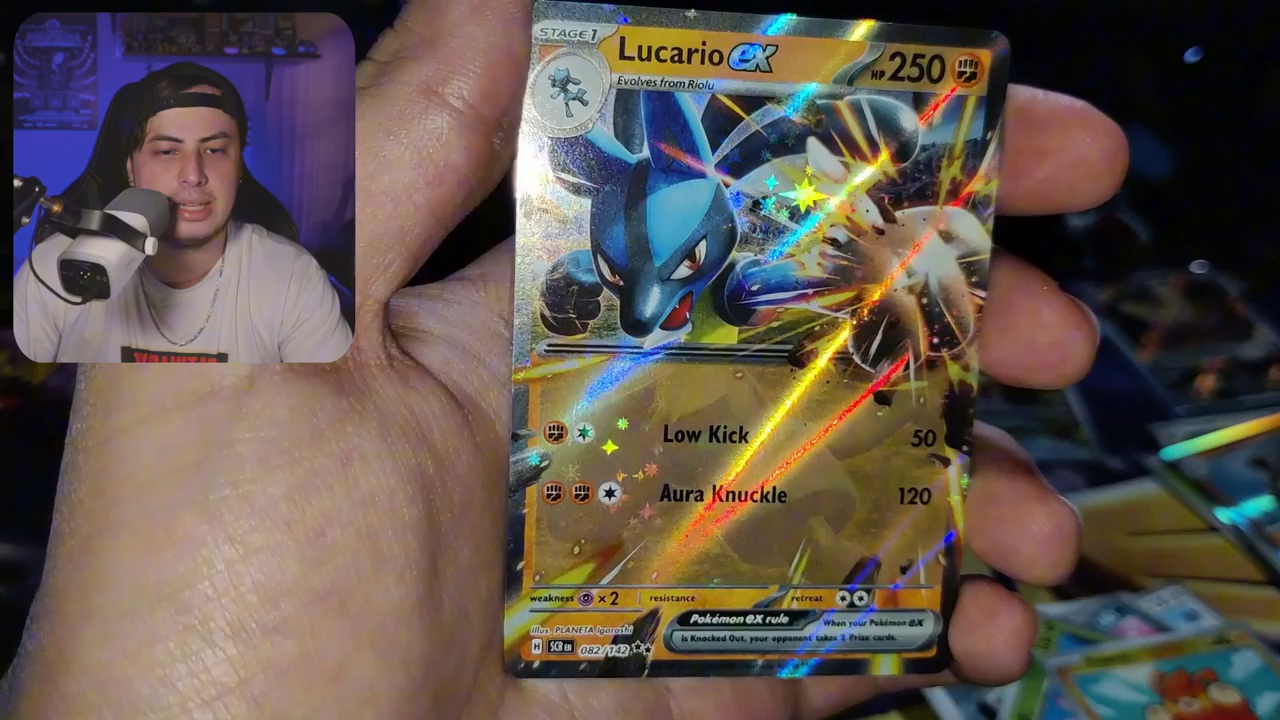 STAGE 1
Lucario ex
HP 250
Evolves from Riolu
Low Kick 50
Aura Knuckle 120
weakness ×2 resistance retreat
Pokémon ex rule
When your Pokémon ex
is Knocked Out, your opponent takes 2 Prize cards.
Illus. PLANETA Igarashi
H SCR EN 082/142 ★★